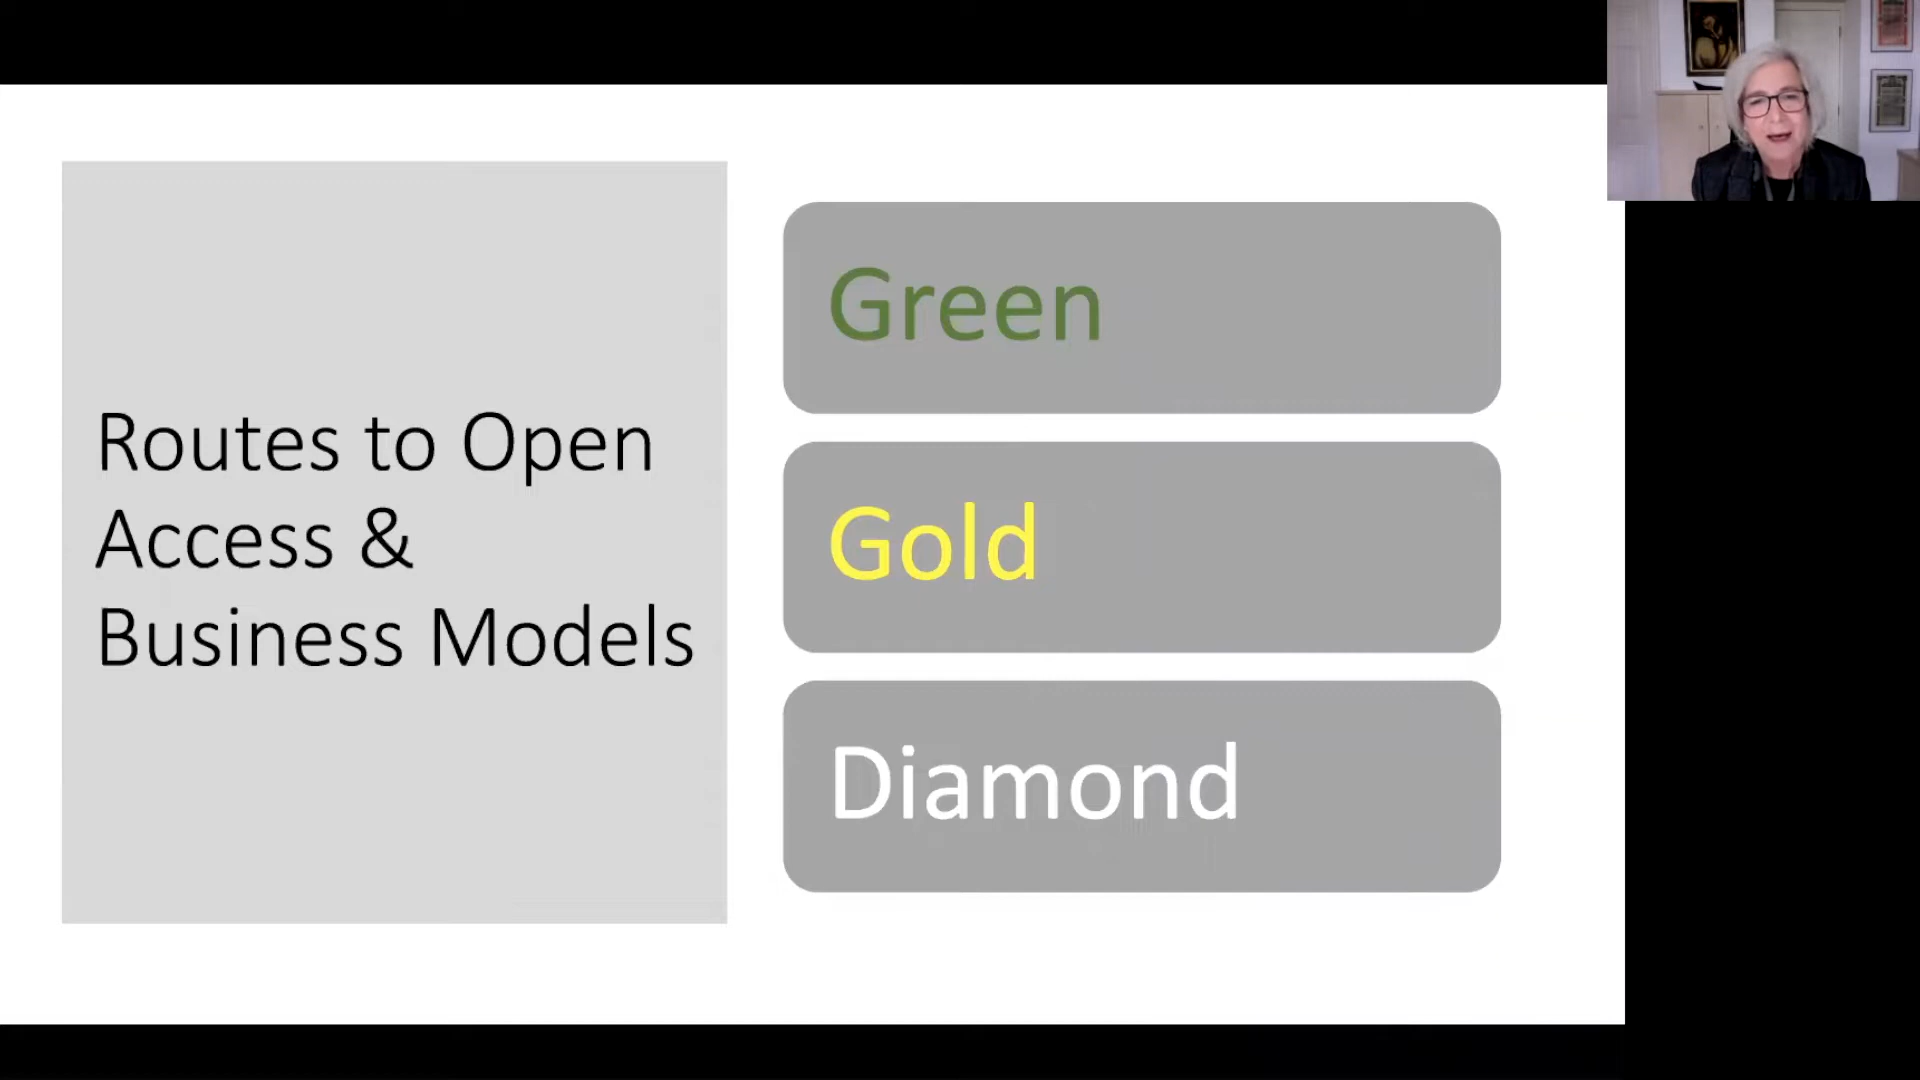 Routes to Open
Access &
Business Models
Green
Gold
Diamond